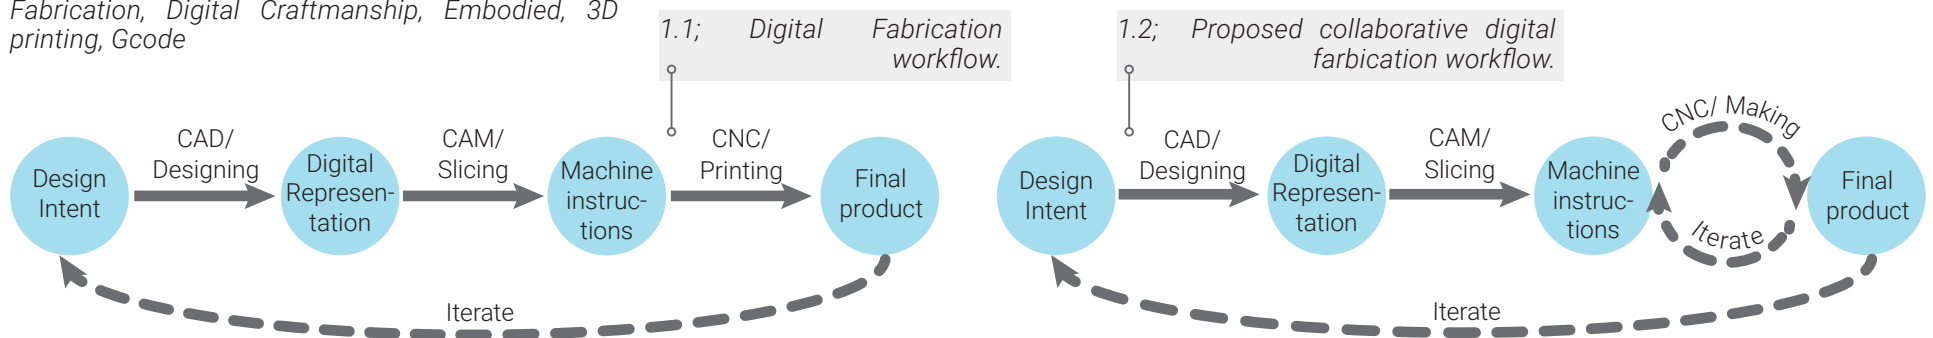 Fabrication, Digital Craftmanship, Embodied, 3D
printing, Gcode
1.1; Digital Fabrication
workflow.
Design
Intent
CAD/
Designing
Digital
Represen-
tation
CAM/
Slicing
Machine
instruc-
tions
CNC/
Printing
Final
product
Iterate
1.2; Proposed collaborative digital
farbication workflow.
Design
Intent
CAD/
Designing
Digital
Represen-
tation
CAM/
Slicing
Machine
instruc-
tions
CNC/ Making
Iterate
Final
product
Iterate